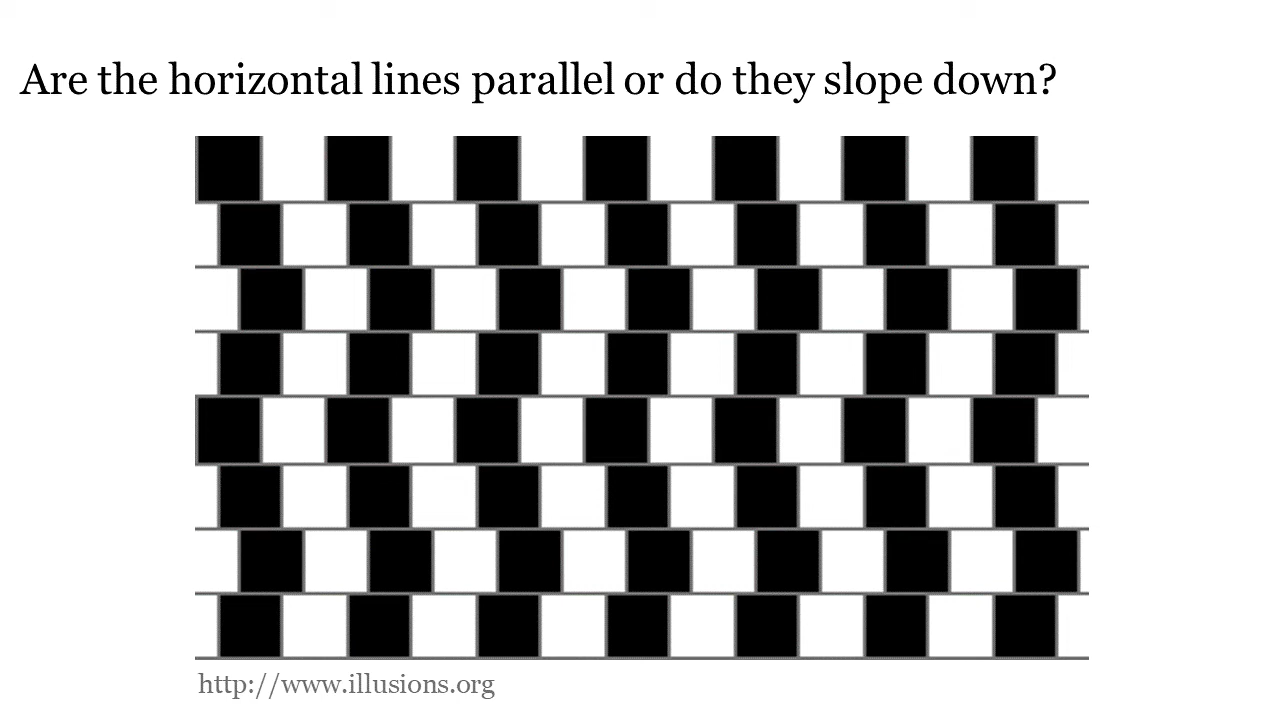 Are the horizontal lines parallel or do they slope down?
http://www.illusions.org